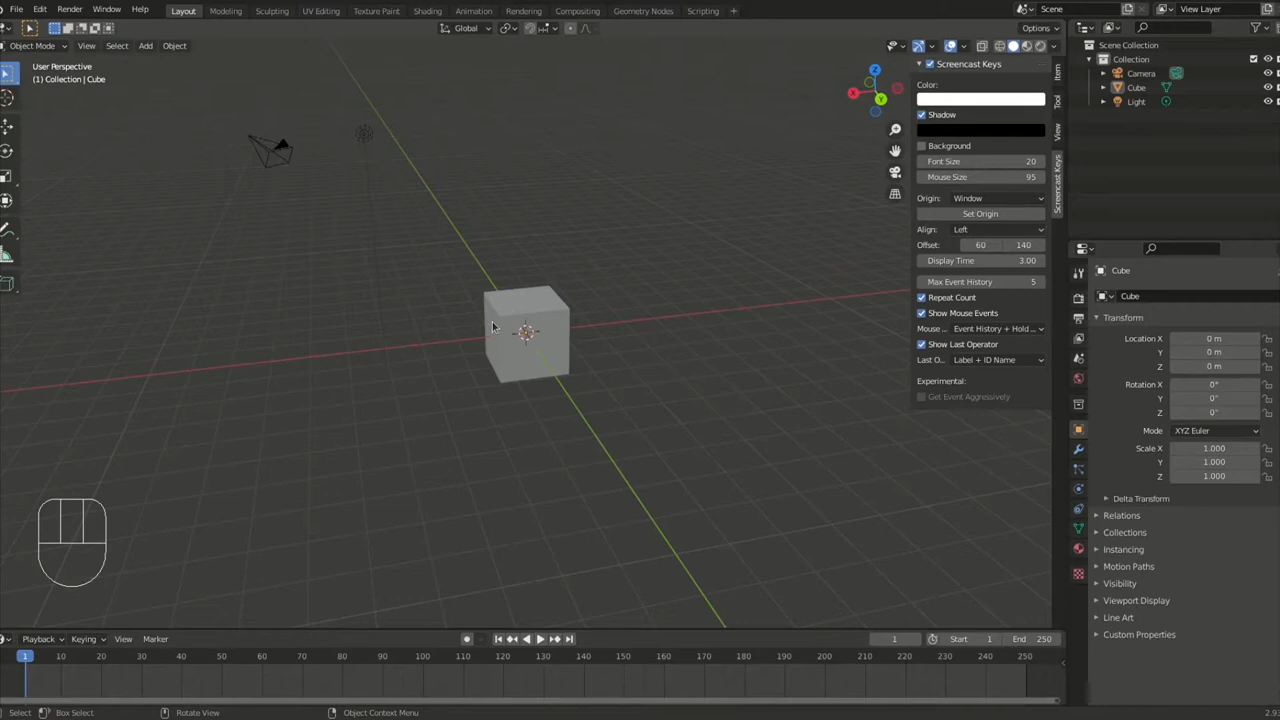 File Edit Render Window Help Layout Modeling Sculpting UV Editing Texture Paint Shading Animation Rendering Compositing Geometry Nodes Scripting + Scene View Layer
Global Options
Object Mode View Select Add Object
User Perspective
(1) Collection | Cube
Z
X
Y
Screencast Keys
Color:
Shadow
Background
Font Size 20
Mouse Size 95
Origin: Window
Set Origin
Align: Left
Offset: 60 140
Display Time 3.00
Max Event History 5
Repeat Count
Show Mouse Events
Mouse ... Event History + Hold ...
Show Last Operator
Last O... Label + ID Name
Experimental:
Get Event Aggressively
Item
Tool
View
Screencast Keys
Scene Collection
Collection
Camera
Cube
Light
Cube
Cube
Transform
Location X 0 m
Y 0 m
Z 0 m
Rotation X 0°
Y 0°
Z 0°
Mode XYZ Euler
Scale X 1.000
Y 1.000
Z 1.000
Delta Transform
Relations
Collections
Instancing
Motion Paths
Visibility
Viewport Display
Line Art
Custom Properties
Playback Keying View Marker 1 Start 1 End 250
1 10 20 30 40 50 60 70 80 90 100 110 120 130 140 150 160 170 180 190 200 210 220 230 240 250
Select Box Select Rotate View Object Context Menu